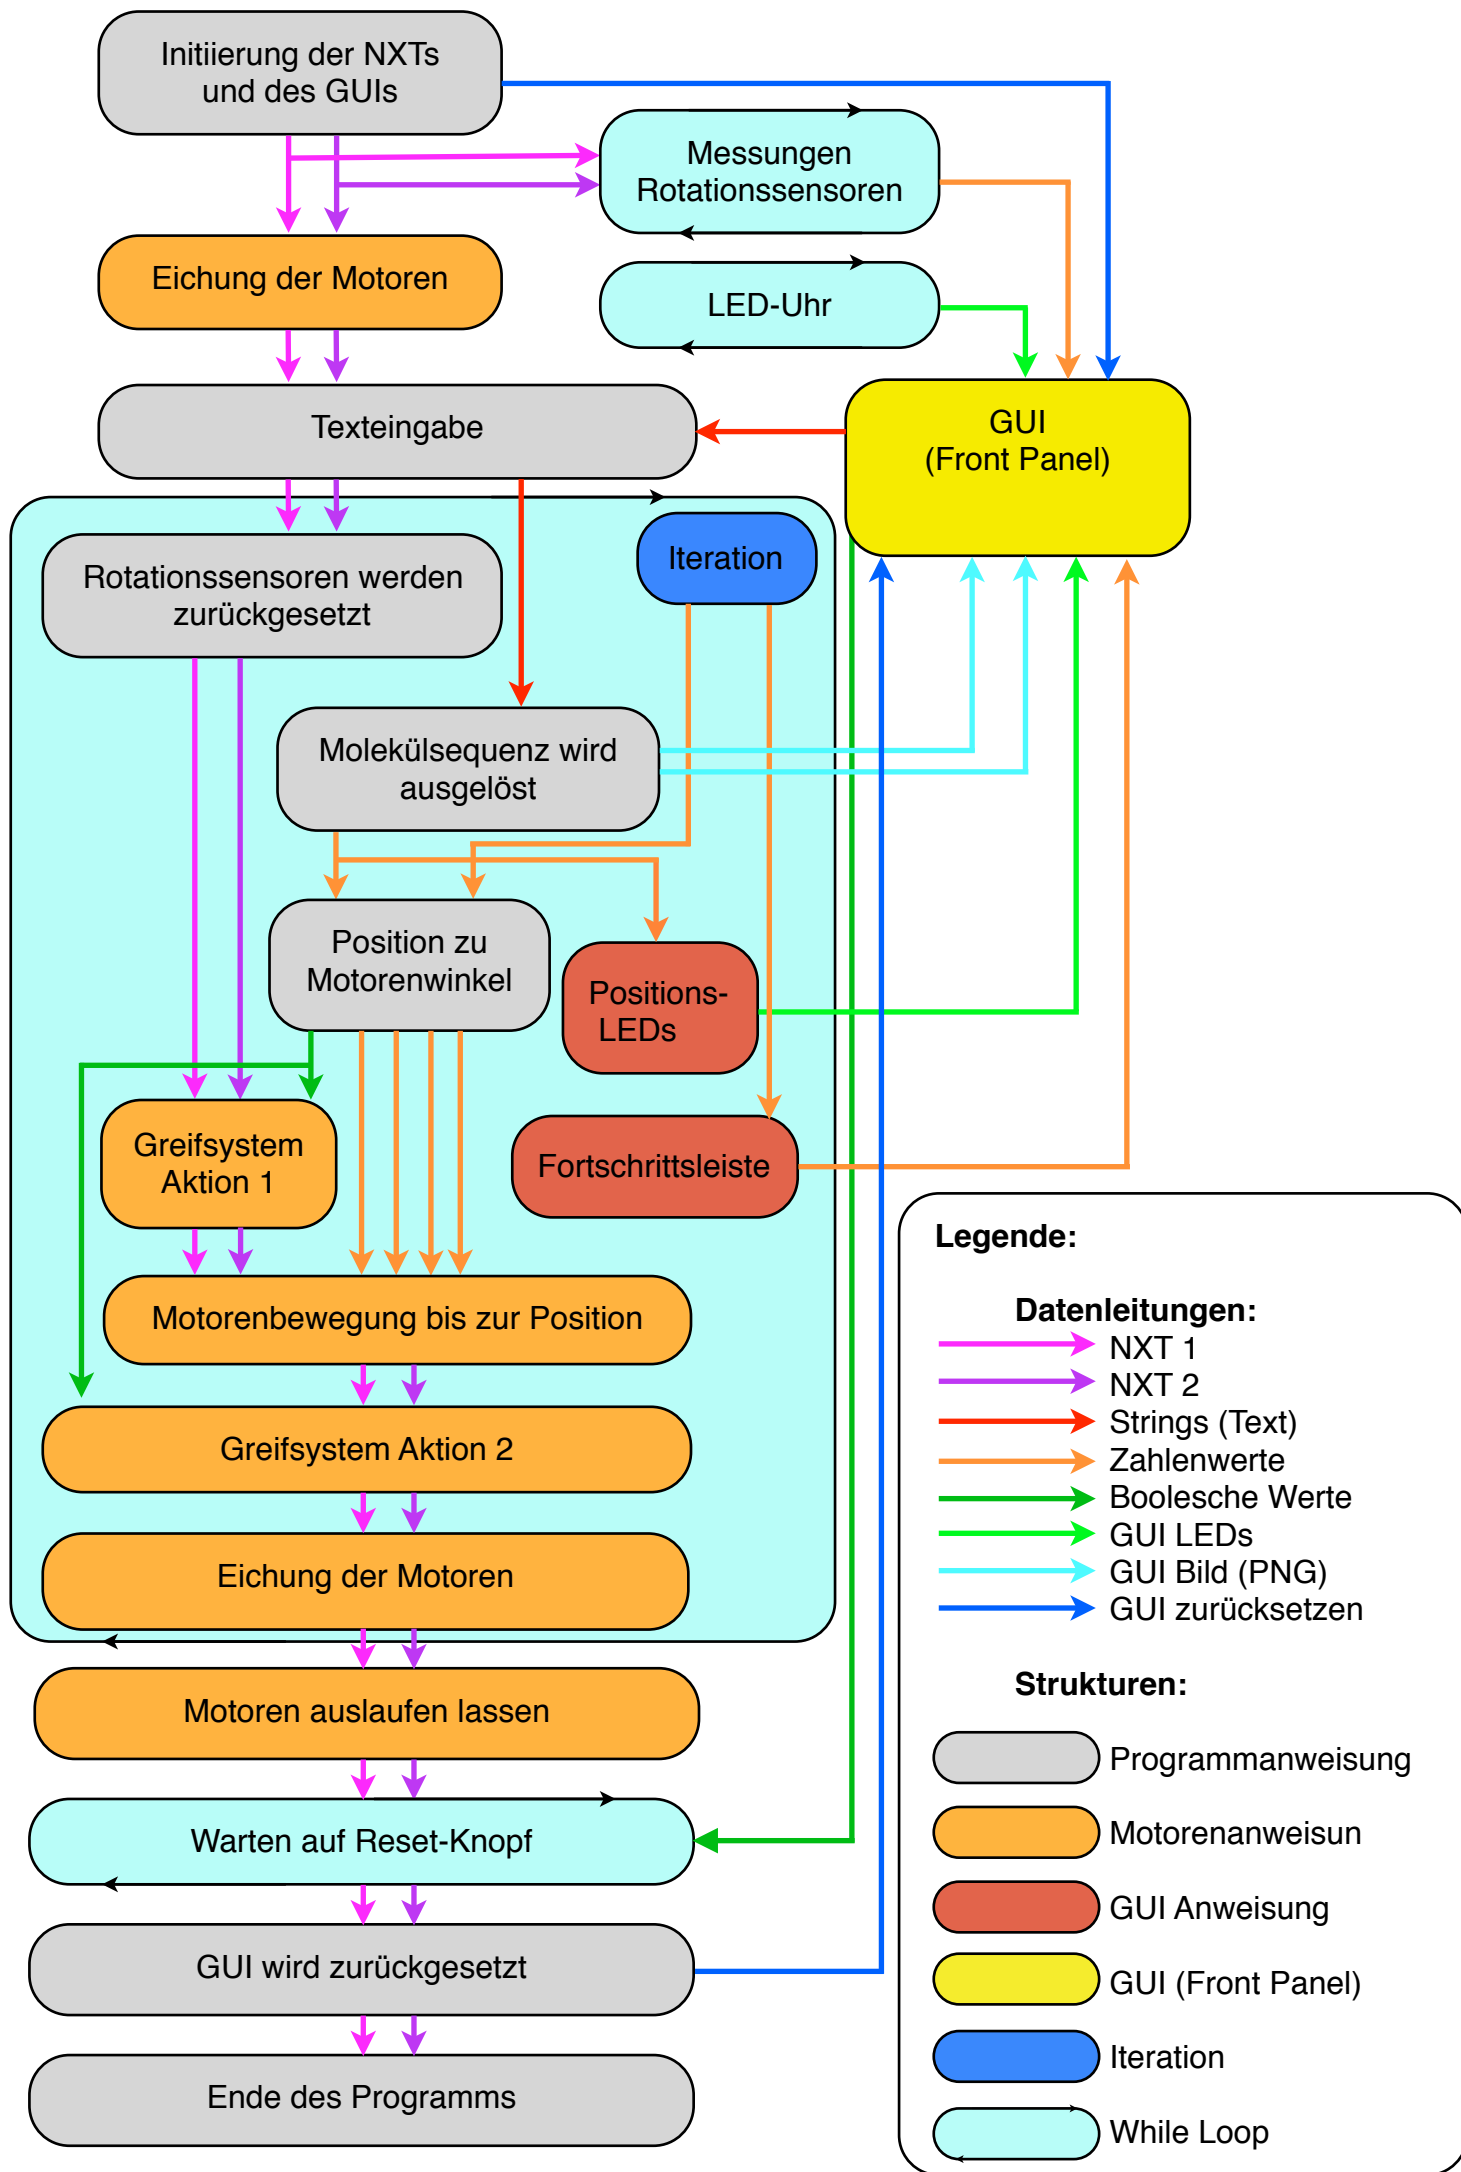 Initiierung der NXTs
und des GUIs
Messungen
Rotationssensoren
Eichung der Motoren
LED-Uhr
Texteingabe
GUI
(Front Panel)
Iteration
Rotationssensoren werden
zurückgesetzt
Molekülsequenz wird
ausgelöst
Position zu
Motorenwinkel
Positions-
LEDs
Greifsystem
Aktion 1
Fortschrittsleiste
Motorenbewegung bis zur Position
Greifsystem Aktion 2
Eichung der Motoren
Motoren auslaufen lassen
Warten auf Reset-Knopf
GUI wird zurückgesetzt
Ende des Programms
Legende:
Datenleitungen:
NXT 1
NXT 2
Strings (Text)
Zahlenwerte
Boolesche Werte
GUI LEDs
GUI Bild (PNG)
GUI zurücksetzen
Strukturen:
Programmanweisung
Motorenanweisun
GUI Anweisung
GUI (Front Panel)
Iteration
While Loop